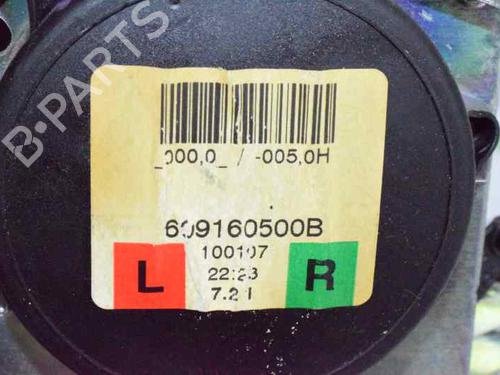 B-PARTS
_000,0_ / -005,0H
609160500B
100107
22:23
L R
7.2 l